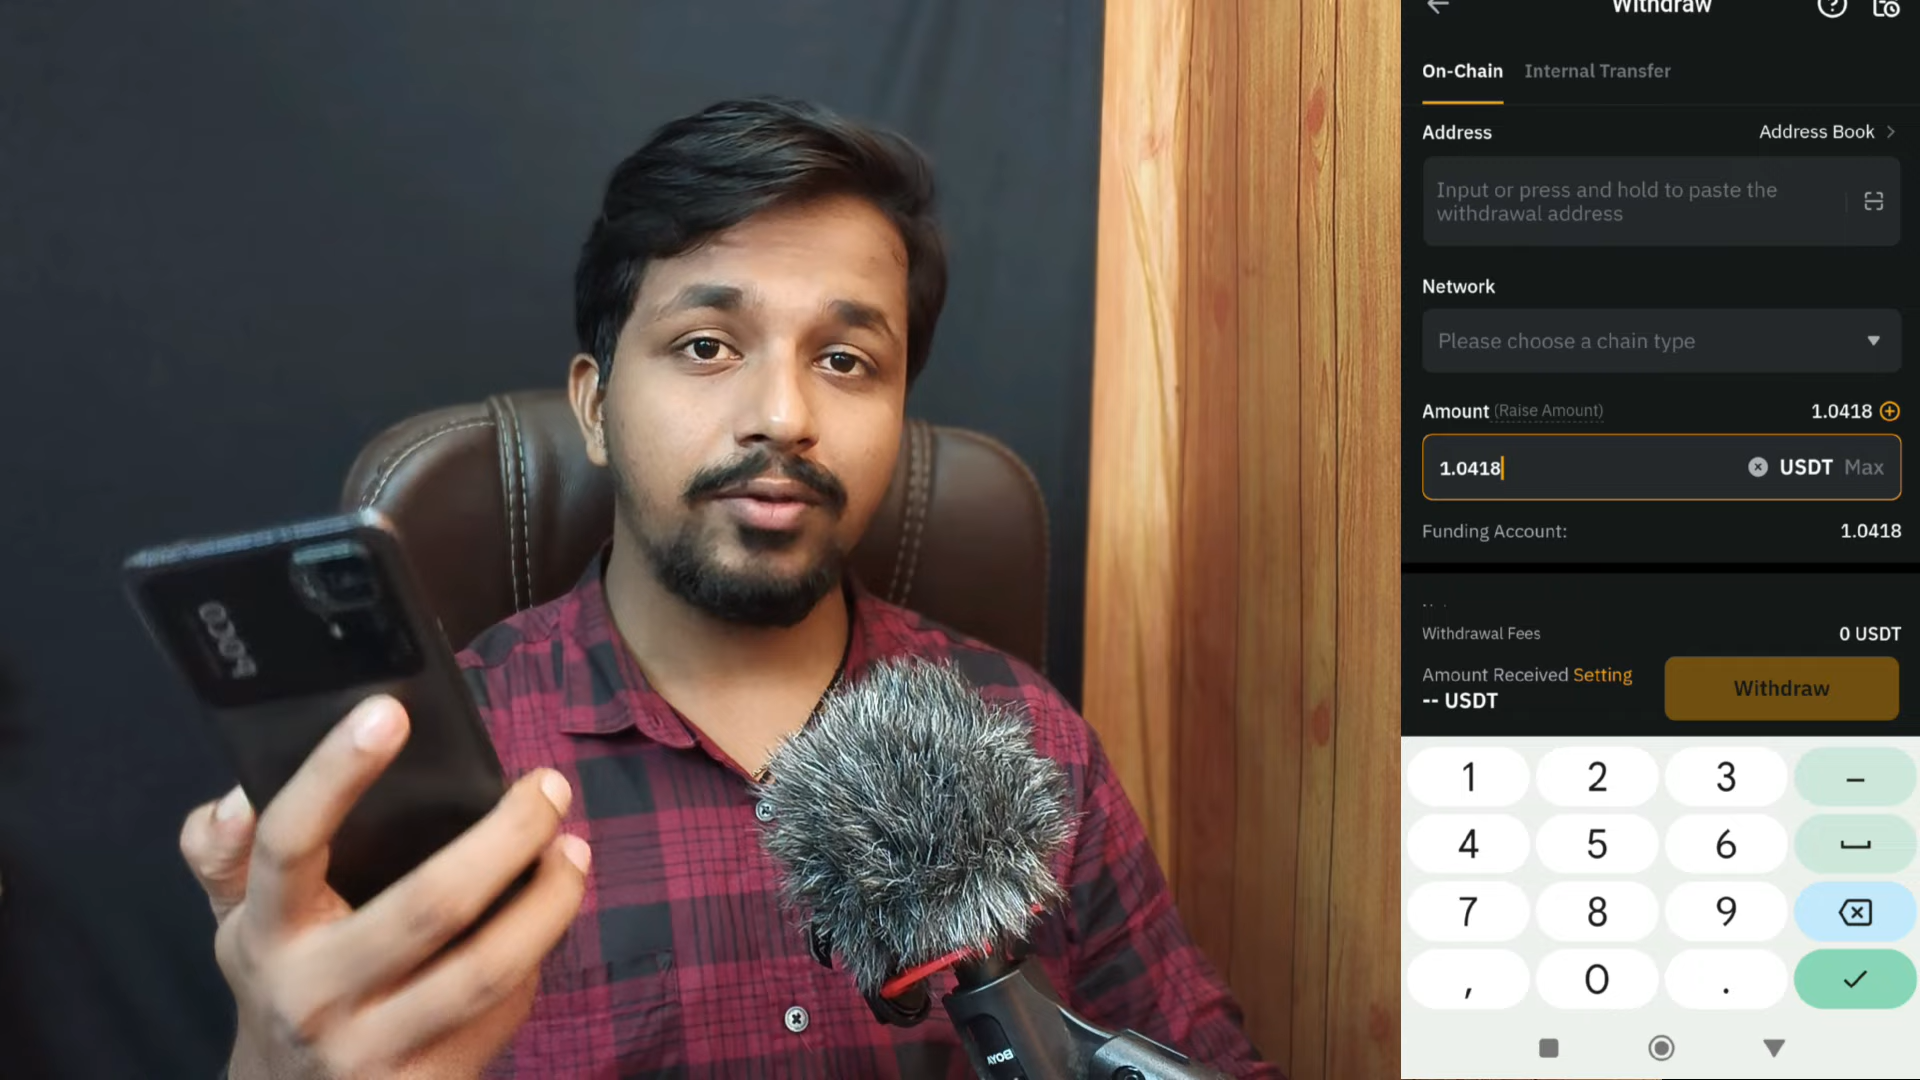 Withdraw
On-Chain Internal Transfer
Address Address Book
Input or press and hold to paste the
withdrawal address
Network
Please choose a chain type
Amount (Raise Amount) 1.0418
1.0418 USDT Max
Funding Account: 1.0418
Withdrawal Fees 0 USDT
Amount Received Setting
-- USDT
Withdraw
1 2 3 –
4 5 6
7 8 9
, 0 .
POCO
BOYA